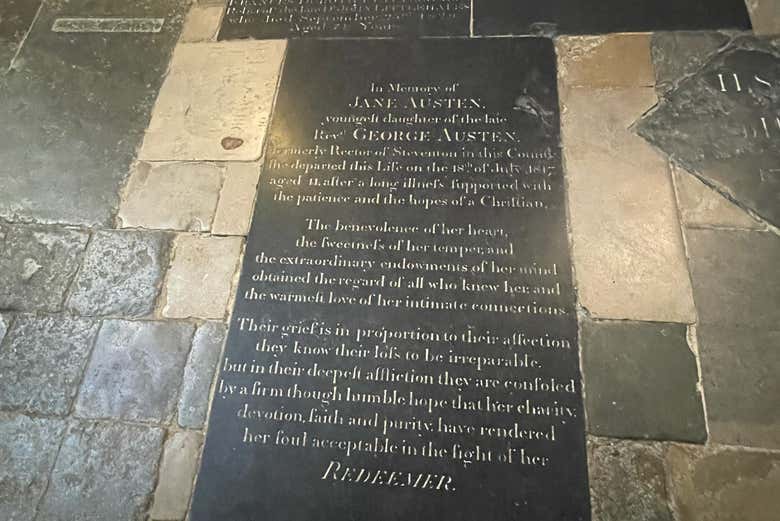 who died September
In Memory of
JANE AUSTEN,
youngeſt daughter of the late
Revd GEORGE AUSTEN,
formerly Rector of Steventon in this County
ſhe departed this Life on the 18th of July 1817,
aged 41, after a long illneſs ſupported with
the patience and the hopes of a Chriſtian.
The benevolence of her heart,
the ſweetneſs of her temper, and
the extraordinary endowments of her mind
obtained the regard of all who knew her, and
the warmeſt love of her intimate connections.
Their grief is in proportion to their affection
they know their loſs to be irreparable,
but in their deepeſt affliction they are conſoled
by a firm though humble hope that her charity,
devotion, faith and purity, have rendered
her ſoul acceptable in the ſight of her
REDEEMER.